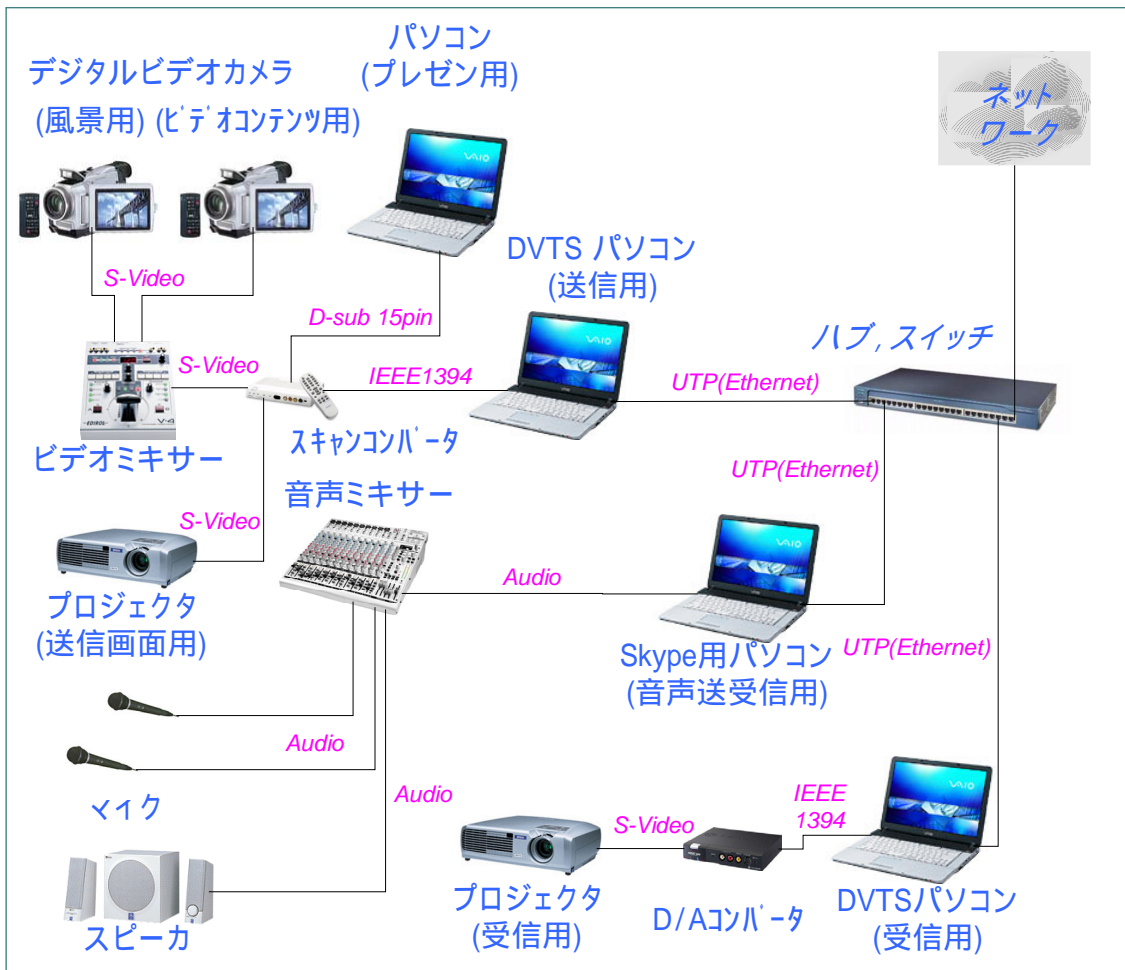 パソコン
(プレゼン用)
デジタルビデオカメラ
(風景用) (ﾋﾞﾃﾞｵｺﾝﾃﾝﾂ用)
ネット
ワーク
VAIO
S-Video
DVTS パソコン
(送信用)
D-sub 15pin
ハブ, スイッチ
S-Video
IEEE1394
VAIO
UTP(Ethernet)
EDIROL
V-4
ビデオミキサー
ｽｷｬﾝｺﾝﾊﾞｰﾀ
UTP(Ethernet)
音声ミキサー
S-Video
VAIO
Audio
プロジェクタ
(送信画面用)
Skype用パソコン
(音声送受信用)
UTP(Ethernet)
Audio
マイク
Audio
IEEE
1394
S-Video
VAIO
スピーカ
プロジェクタ
(受信用)
D/Aｺﾝﾊﾞｰﾀ
DVTSパソコン
(受信用)